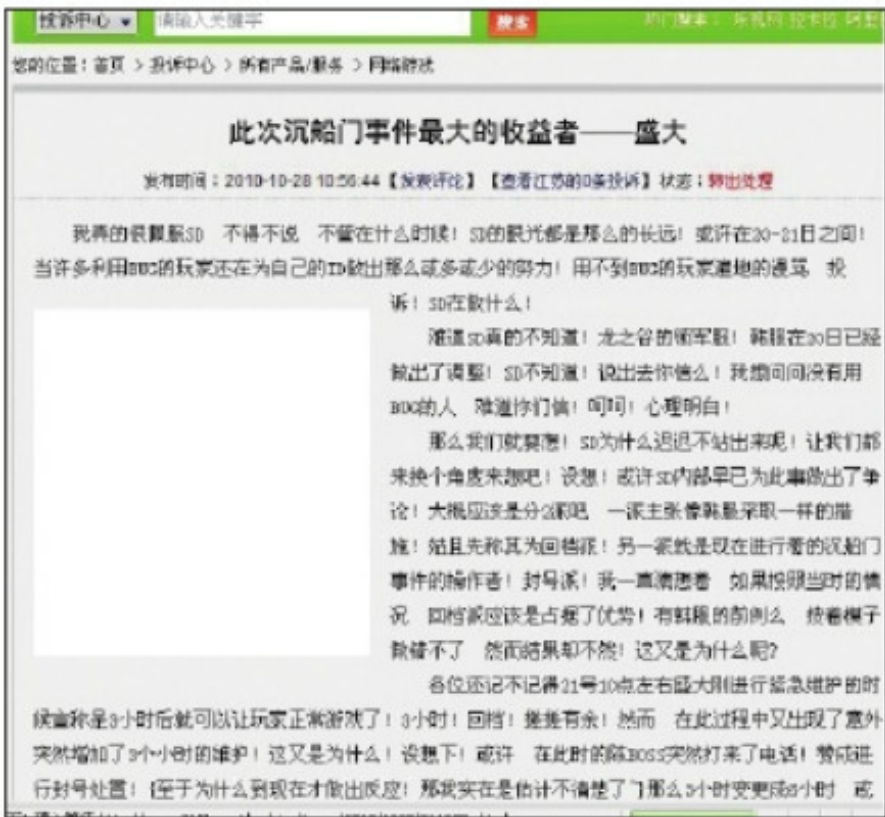 投诉中心 请输入关键字 搜索 热门搜索： 乐视网 拉卡拉 阿里
您的位置：首页 > 投诉中心 > 所有产品/服务 > 网络游戏
此次沉船门事件最大的收益者——盛大
发布时间：2010-10-28 10:56:44【发表评论】【查看江苏的0条投诉】状态：转出处理
我真的很佩服SD 不得不说 不管在什么时候！SD的眼光都是那么的长远！或许在20-21日之间！
当许多利用BUG的玩家还在为自己的ID做出那么或多或少的努力！用不到BUG的玩家遍地的谩骂 投
诉！SD在做什么！
难道SD真的不知道！龙之谷的领军服！韩服在20日已经
做出了调整！SD不知道！说出去你信么！我想问问没有用
BUG的人 难道你们信！呵呵！心理明白！
那么我们就要想！SD为什么迟迟不站出来呢！让我们都
来换个角度来想吧！设想！或许SD内部早已为此事做出了争
论！大概应该是分2派吧 一派主张像韩服采取一样的措
施！姑且先称其为回档派！另一派就是现在进行着的沉船门
事件的操作者！封号派！我一直猜想着 如果按照当时的情
况 回档派应该是占据了优势！有韩服的前例么 按着模子
做错不了 然而结果却不然！这又是为什么呢？
各位还记不记得21号10点左右盛大刚进行紧急维护的时
候宣称是3小时后就可以让玩家正常游戏了！3小时！回档！搓搓有余！然而 在此过程中又出现了意外
突然增加了3个小时的维护！这又是为什么！设想下！或许 在此时的陈BOSS突然打来了电话！赞成进
行封号处置！[至于为什么到现在才做出反应！那我实在是估计不清楚了]那么3小时变更成6小时 或